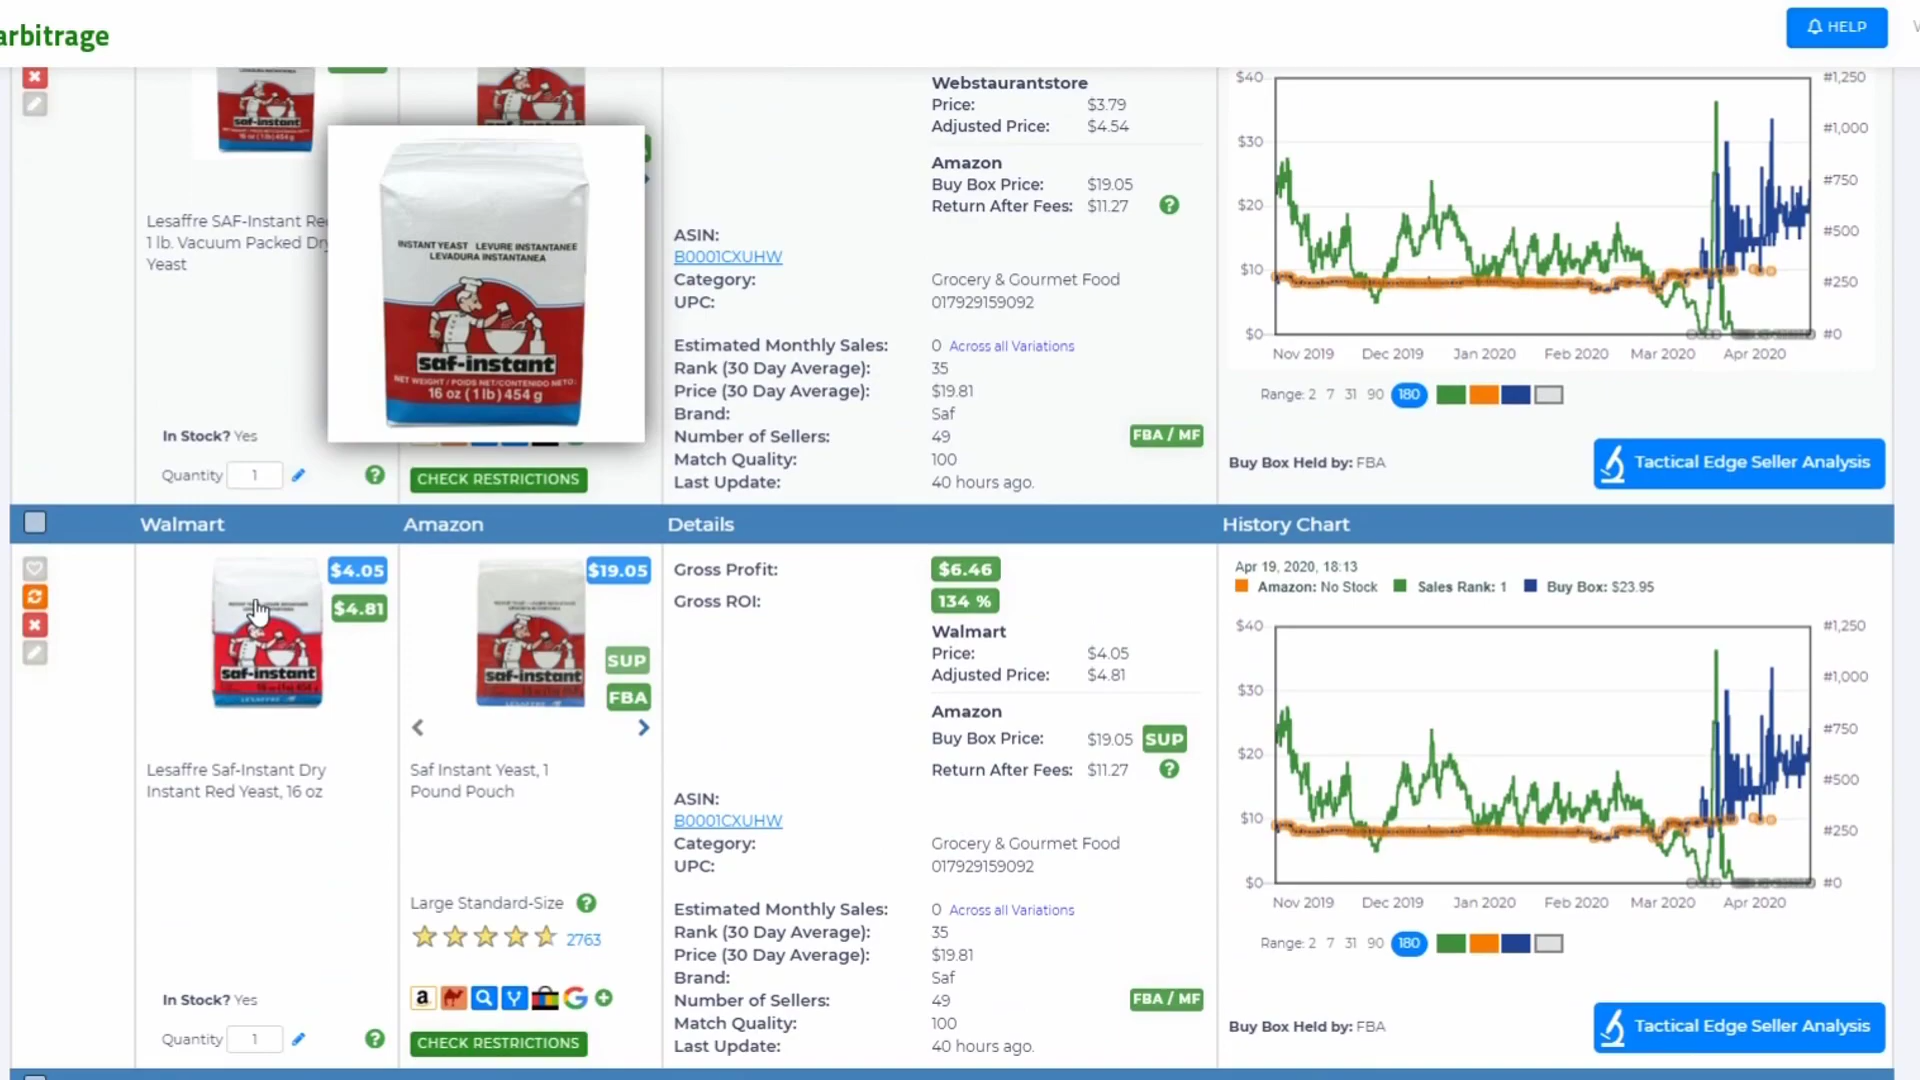 arbitrage
HELP
Lesaffre SAF-Instant Re
1 lb. Vacuum Packed Dry
Yeast
In Stock? Yes
Quantity 1
INSTANT YEAST LEVURE INSTANTANEE
LEVADURA INSTANTANEA
saf-instant
NET WEIGHT / POIDS NET/CONTENIDO NETO:
16 oz (1 lb) 454 g
CHECK RESTRICTIONS
Webstaurantstore
Price: $3.79
Adjusted Price: $4.54
Amazon
Buy Box Price: $19.05
Return After Fees: $11.27
ASIN:
B0001CXUHW
Category: Grocery & Gourmet Food
UPC: 017929159092
Estimated Monthly Sales: 0 Across all Variations
Rank (30 Day Average): 35
Price (30 Day Average): $19.81
Brand: Saf
Number of Sellers: 49 FBA / MF
Match Quality: 100
Last Update: 40 hours ago.
$40 #1,250
#1,000
$30
#750
$20
#500
$10 #250
$0 #0
Nov 2019 Dec 2019 Jan 2020 Feb 2020 Mar 2020 Apr 2020
Range: 2 7 31 90 180
Buy Box Held by: FBA
Tactical Edge Seller Analysis
Walmart Amazon Details History Chart
$4.05
$4.81
saf-instant
Lesaffre Saf-Instant Dry
Instant Red Yeast, 16 oz
In Stock? Yes
Quantity 1
$19.05
saf-instant
SUP
FBA
Saf Instant Yeast, 1
Pound Pouch
Large Standard-Size
2763
CHECK RESTRICTIONS
Gross Profit: $6.46
Gross ROI: 134 %
Walmart
Price: $4.05
Adjusted Price: $4.81
Amazon
Buy Box Price: $19.05 SUP
Return After Fees: $11.27
ASIN:
B0001CXUHW
Category: Grocery & Gourmet Food
UPC: 017929159092
Estimated Monthly Sales: 0 Across all Variations
Rank (30 Day Average): 35
Price (30 Day Average): $19.81
Brand: Saf
Number of Sellers: 49 FBA / MF
Match Quality: 100
Last Update: 40 hours ago.
Apr 19, 2020, 18:13
Amazon: No Stock Sales Rank: 1 Buy Box: $23.95
$40 #1,250
#1,000
$30
#750
$20
#500
$10 #250
$0 #0
Nov 2019 Dec 2019 Jan 2020 Feb 2020 Mar 2020 Apr 2020
Range: 2 7 31 90 180
Buy Box Held by: FBA
Tactical Edge Seller Analysis